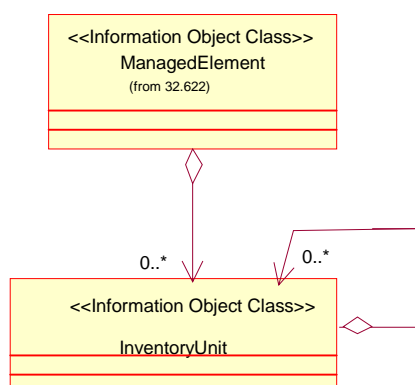 <<Information Object Class>>
ManagedElement
(from 32.622)
0..*
0..*
<<Information Object Class>>
InventoryUnit